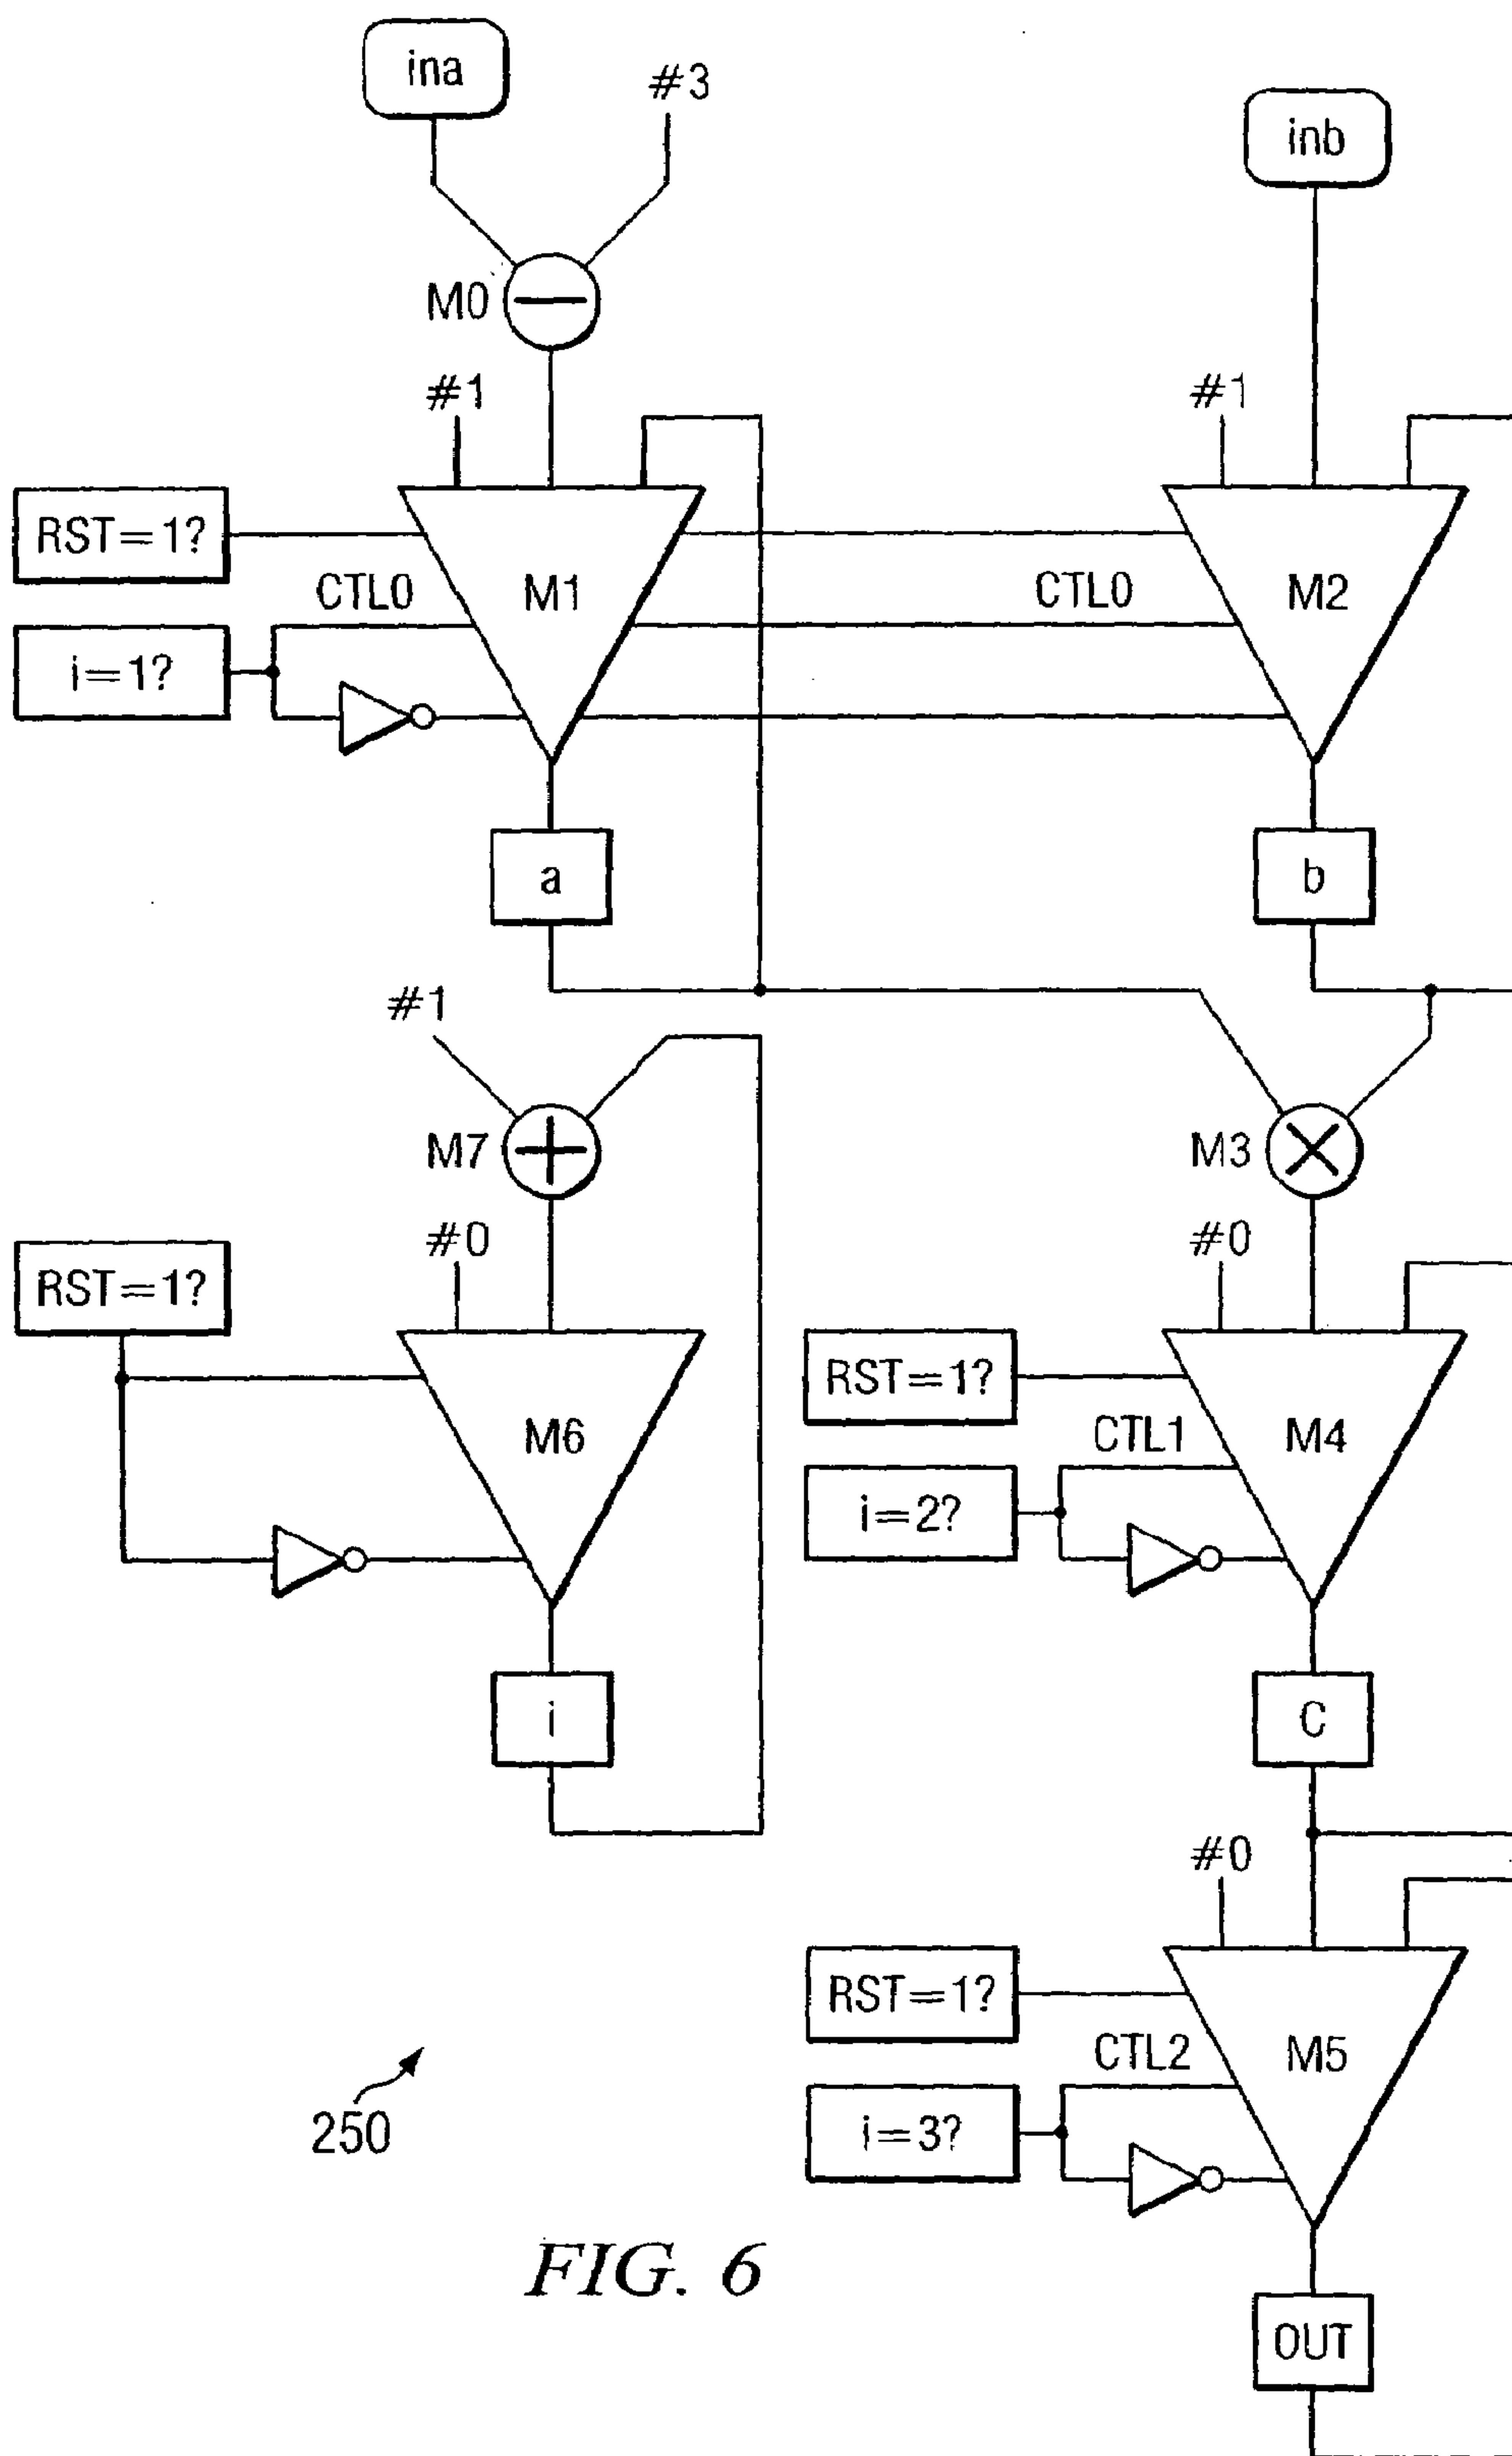 ina
#3
inb
M0
#1
#1
RST=1?
CTL0
M1
CTL0
M2
i=1?
a
b
#1
M7
M3
#0
#0
RST=1?
RST=1?
M6
CTL1
M4
i=2?
i
C
#0
RST=1?
CTL2
M5
250
i=3?
FIG. 6
OUT